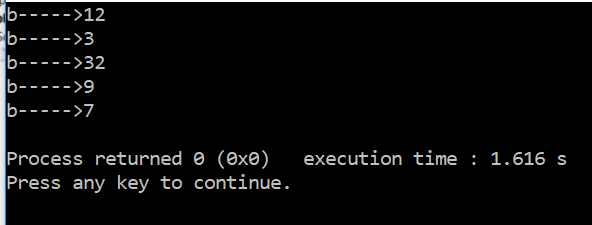 b----->12
b----->3
b----->32
b----->9
b----->7
Process returned 0 (0x0)   execution time : 1.616 s
Press any key to continue.